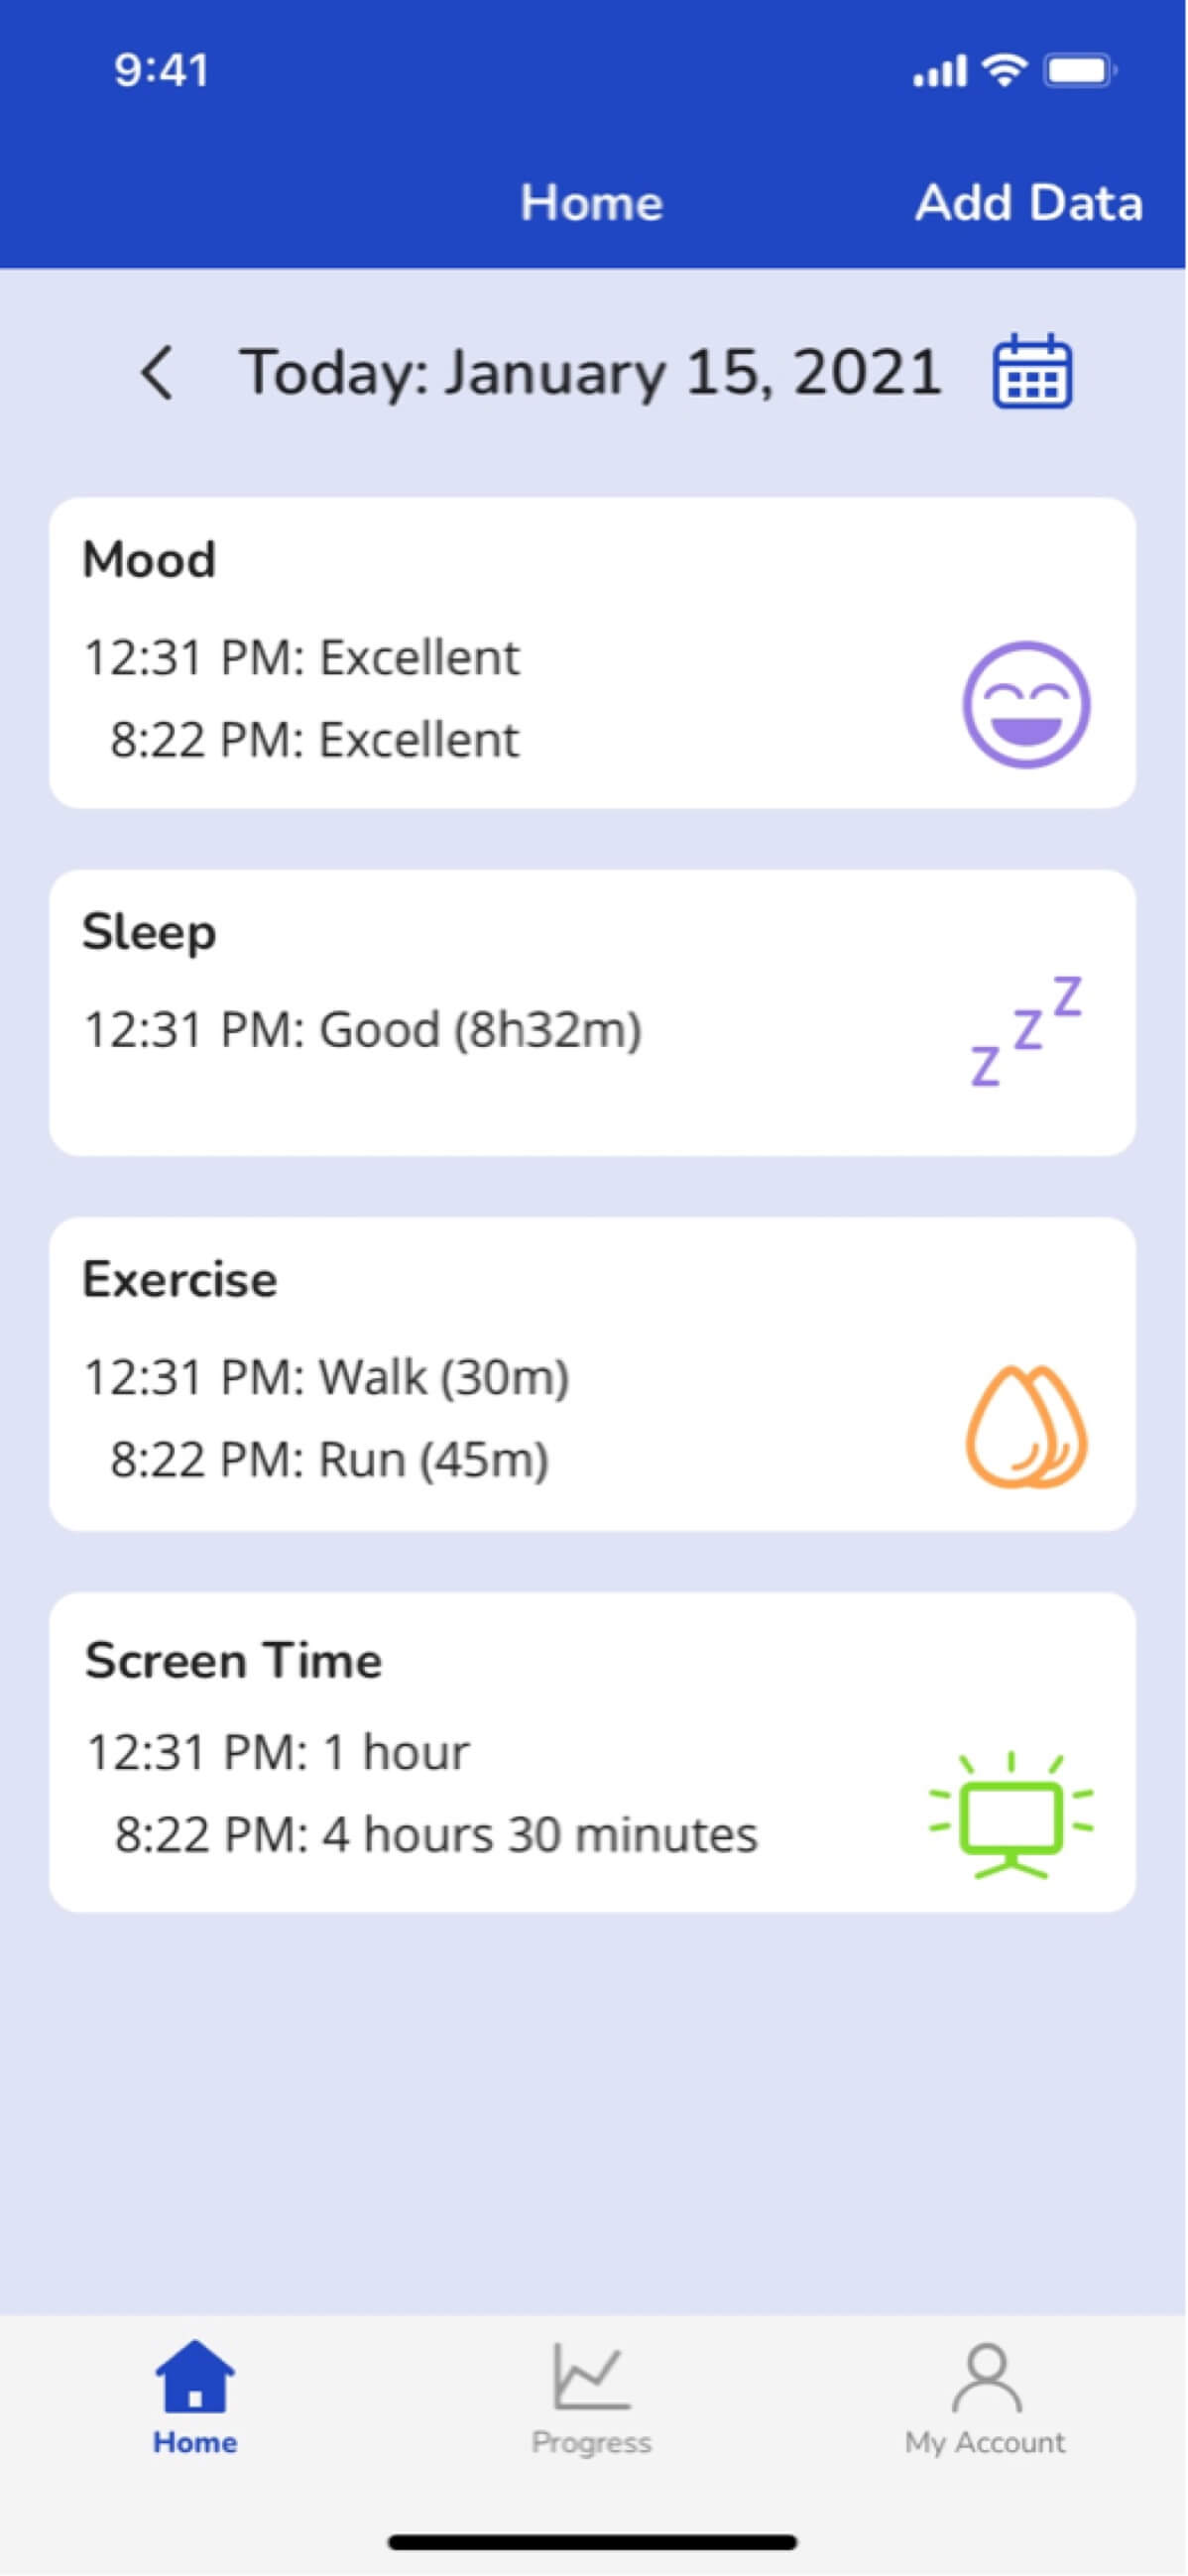 9:41
Home Add Data
Today: January 15, 2021
Mood
12:31 PM: Excellent
8:22 PM: Excellent
Sleep
12:31 PM: Good (8h32m)
z z z
Exercise
12:31 PM: Walk (30m)
8:22 PM: Run (45m)
Screen Time
12:31 PM: 1 hour
8:22 PM: 4 hours 30 minutes
Home Progress My Account